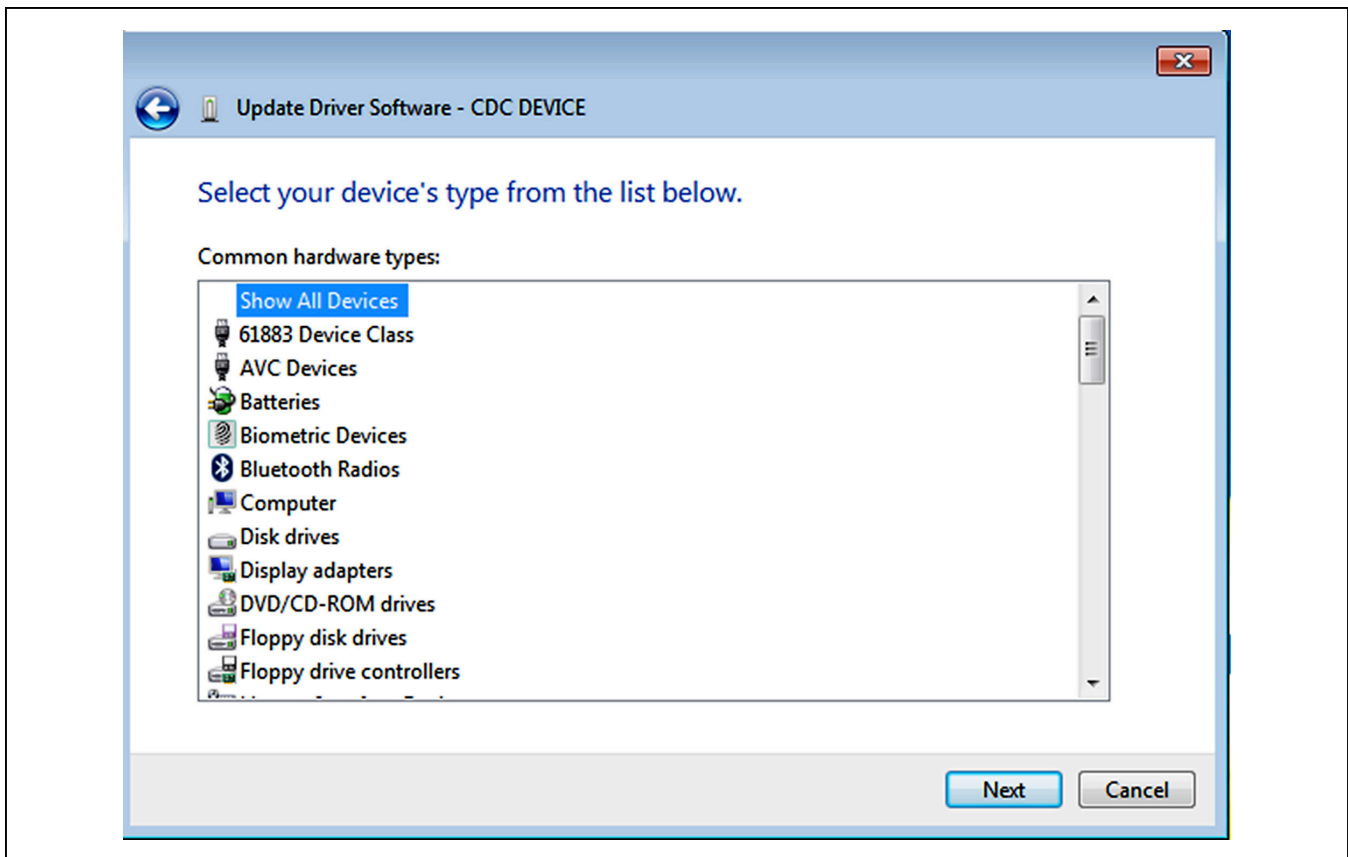 Update Driver Software - CDC DEVICE
Select your device's type from the list below.
Common hardware types:
Show All Devices
61883 Device Class
AVC Devices
Batteries
Biometric Devices
Bluetooth Radios
Computer
Disk drives
Display adapters
DVD/CD-ROM drives
Floppy disk drives
Floppy drive controllers
Next Cancel